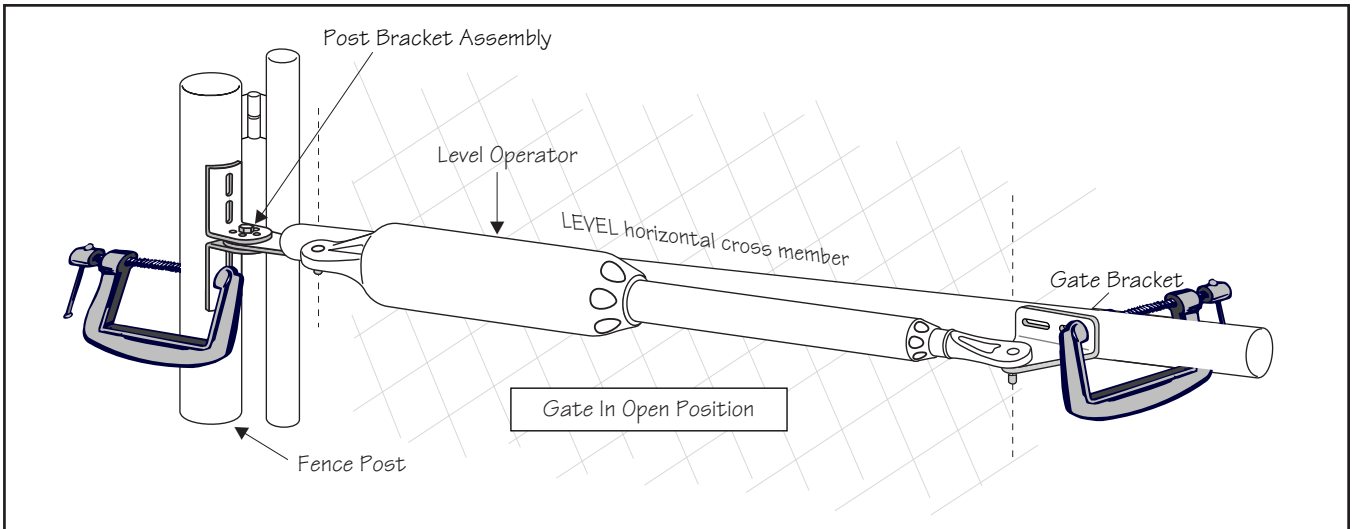 Post Bracket Assembly
Level Operator
LEVEL horizontal cross member
Gate Bracket
Gate In Open Position
Fence Post